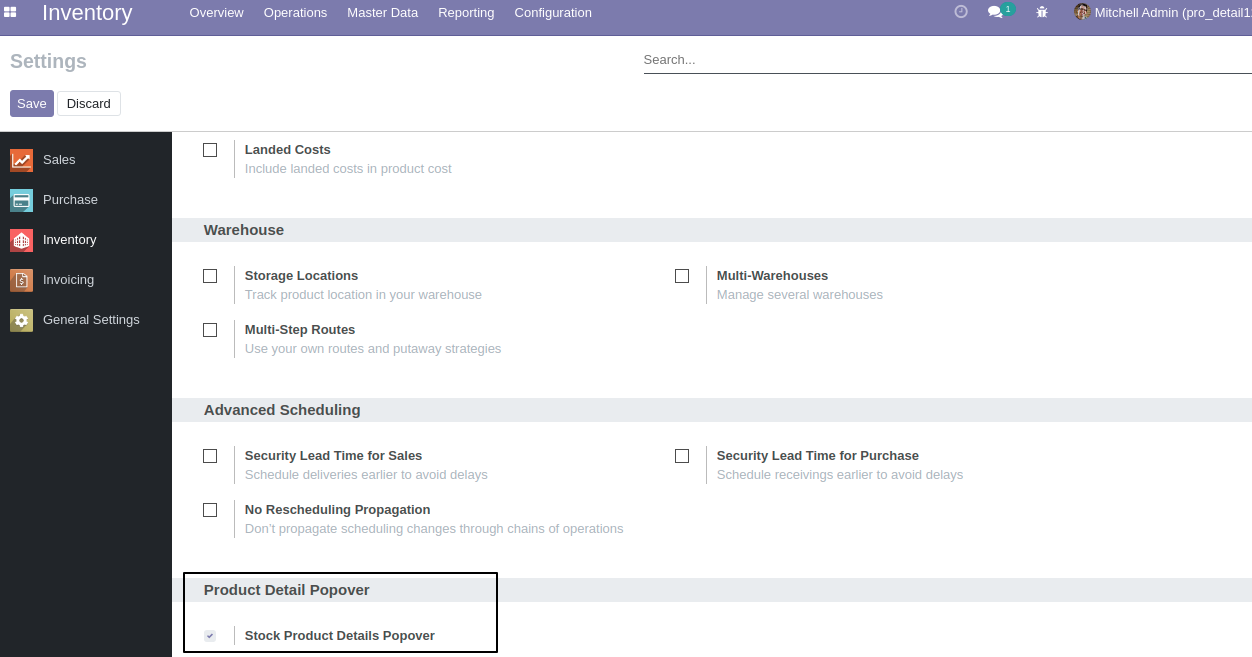 Inventory Overview Operations Master Data Reporting Configuration 1 Mitchell Admin (pro_detail1
Settings Search...
Save Discard
Sales
Purchase
Inventory
Invoicing
General Settings
Landed Costs
Include landed costs in product cost
Warehouse
Storage Locations Multi-Warehouses
Track product location in your warehouse Manage several warehouses
Multi-Step Routes
Use your own routes and putaway strategies
Advanced Scheduling
Security Lead Time for Sales Security Lead Time for Purchase
Schedule deliveries earlier to avoid delays Schedule receivings earlier to avoid delays
No Rescheduling Propagation
Don't propagate scheduling changes through chains of operations
Product Detail Popover
Stock Product Details Popover